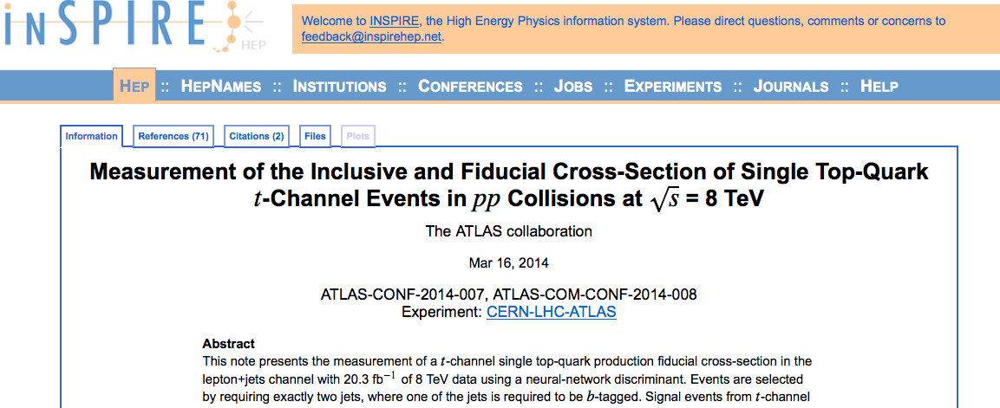 inSPIRE HEP
Welcome to INSPIRE, the High Energy Physics information system. Please direct questions, comments or concerns to
feedback@inspirehep.net.
HEP :: HEPNAMES :: INSTITUTIONS :: CONFERENCES :: JOBS :: EXPERIMENTS :: JOURNALS :: HELP
Information References (71) Citations (2) Files Plots
Measurement of the Inclusive and Fiducial Cross-Section of Single Top-Quark
t-Channel Events in pp Collisions at √s = 8 TeV
The ATLAS collaboration
Mar 16, 2014
ATLAS-CONF-2014-007, ATLAS-COM-CONF-2014-008
Experiment: CERN-LHC-ATLAS
Abstract
This note presents the measurement of a t-channel single top-quark production fiducial cross-section in the
lepton+jets channel with 20.3 fb⁻¹ of 8 TeV data using a neural-network discriminant. Events are selected
by requiring exactly two jets, where one of the jets is required to be b-tagged. Signal events from t-channel